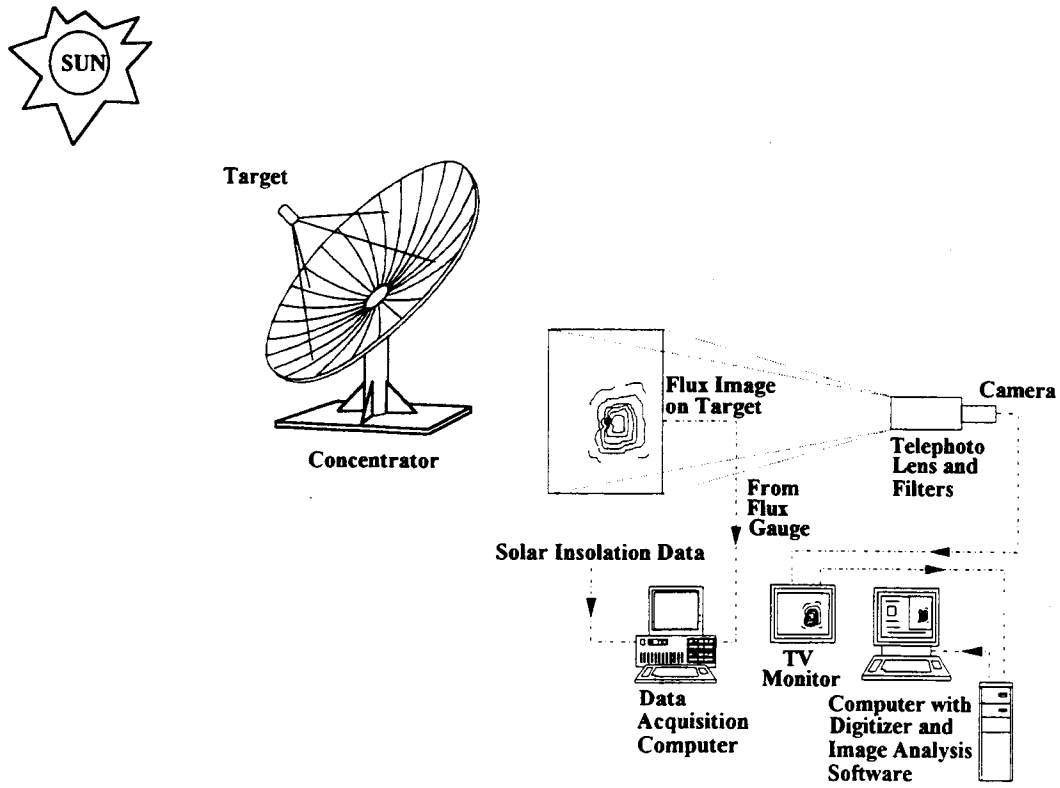 SUN
Target
Concentrator
Flux Image
on Target
Camera
Telephoto
Lens and
Filters
From
Flux
Gauge
Solar Insolation Data
Data
Acquisition
Computer
TV
Monitor
Computer with
Digitizer and
Image Analysis
Software